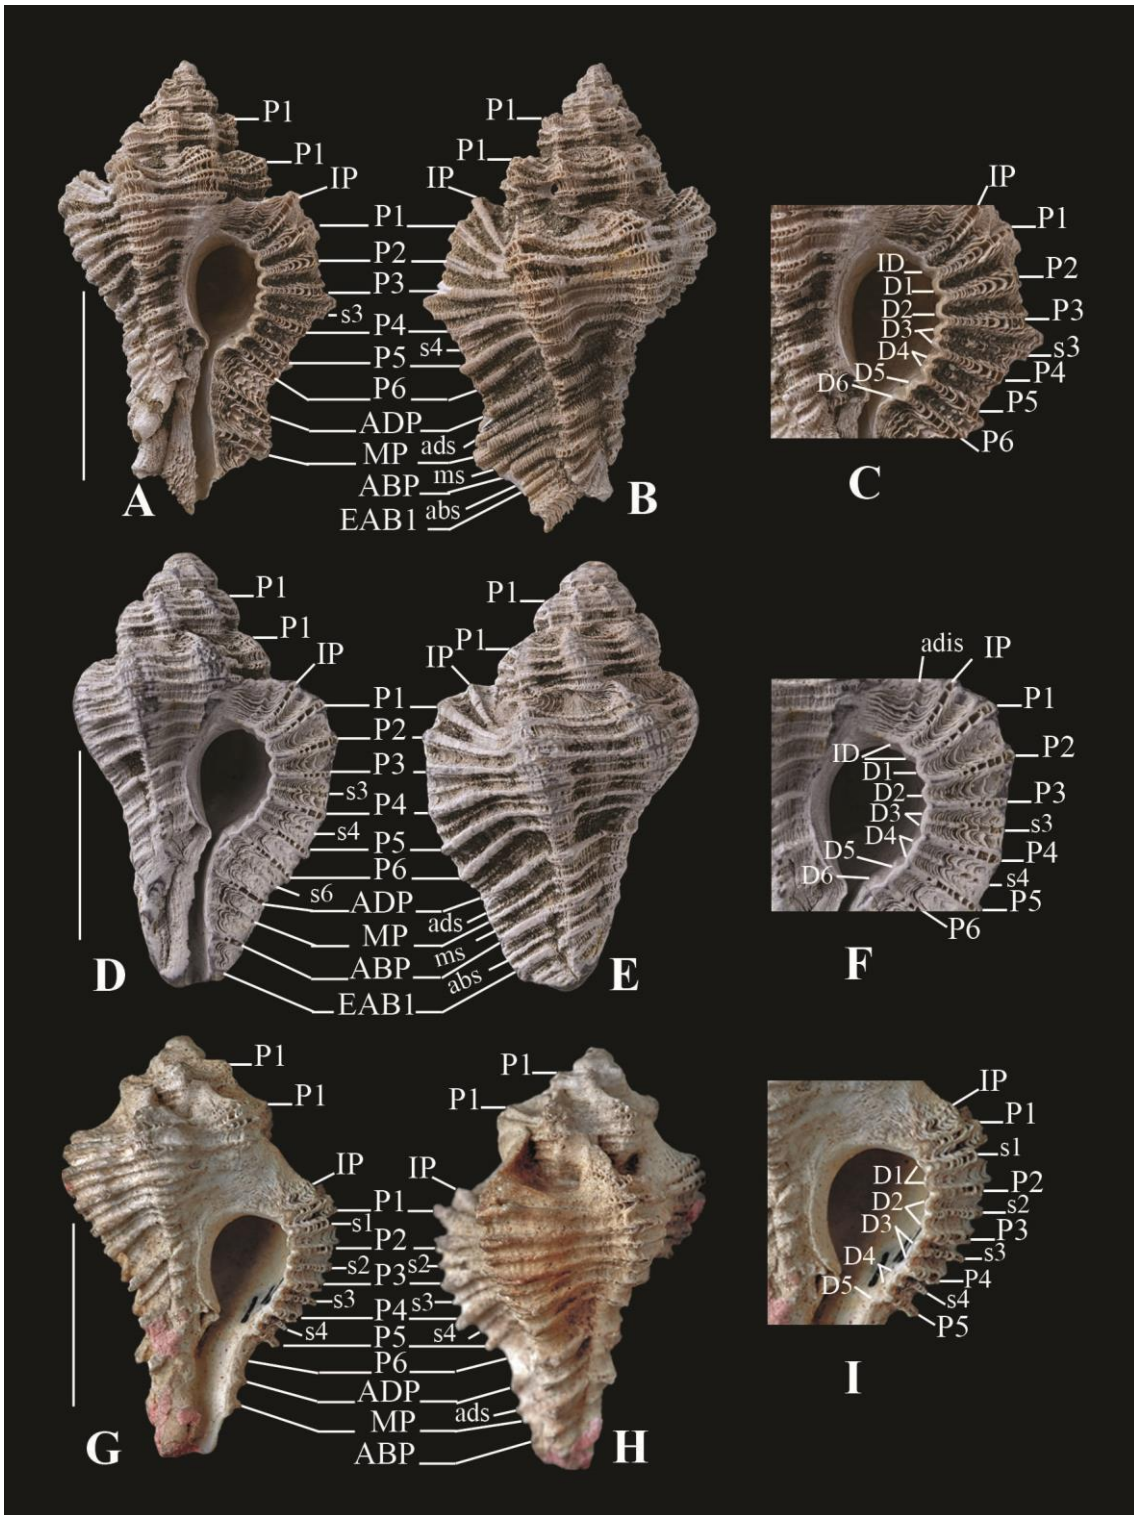 P1
P1
IP
P1
P2
P3
s3
P4
P5
P6
ADP
MP
A
P1
P1
IP
s4
ads
ms
ABP
abs
EAB1
B
IP
P1
P2
P3
s3
P4
P5
P6
ID
D1
D2
D3
D4
D5
D6
C
P1
P1
IP
P1
P2
P3
s3
P4
s4
P5
P6
s6
ADP
MP
ABP
EAB1
D
P1
P1
IP
ads
ms
abs
E
adis
IP
P1
P2
P3
s3
P4
s4
P5
P6
ID
D1
D2
D3
D4
D5
D6
F
P1
P1
IP
P1
s1
P2
s2
P3
s3
P4
s4
P5
P6
ADP
MP
ABP
G
P1
P1
IP
s2
s3
s4
ads
H
IP
P1
s1
P2
s2
P3
s3
P4
s4
P5
D1
D2
D3
D4
D5
I